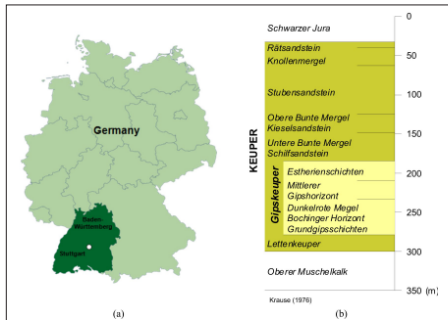 Germany
Baden-
Württemberg
Stuttgart
(a)
0
Schwarzer Jura
Rätsandstein
50
Knollenmergel
Stubensandstein
100
Obere Bunte Mergel
Kieselsandstein
150
Untere Bunte Mergel
Schilfsandstein
KEUPER
Gipskeuper
Estherienschichten
200
Mittlerer
Gipshorizont
Dunkelrote Megel
Bochinger Horizont
250
Grundgipsschichten
Lettenkeuper
300
Oberer Muschelkalk
350 (m)
Krause (1976)
(b)